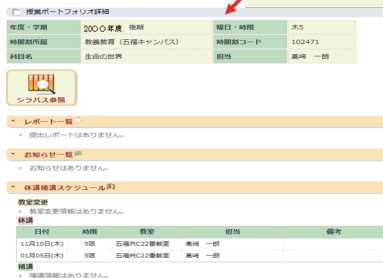 授業ポートフォリオ詳細
年度・学期 2000年度 後期 曜日・時限 木5
時間割所属 教養教育（五福キャンパス） 時間割コード 102471
科目名 生命の世界 担当 高﨑 一朗
シラバス参照
- レポート一覧
・提出レポートはありません。
- お知らせ一覧
・お知らせはありません。
- 休講補講スケジュール
教室変更
・教室変更情報はありません。
休講
日付 時限 教室 担当 備考
11月10日(木) 5限 五福共C22番教室 高﨑 一朗
01月05日(木) 5限 五福共C22番教室 高﨑 一朗
補講
・補講情報はありません。